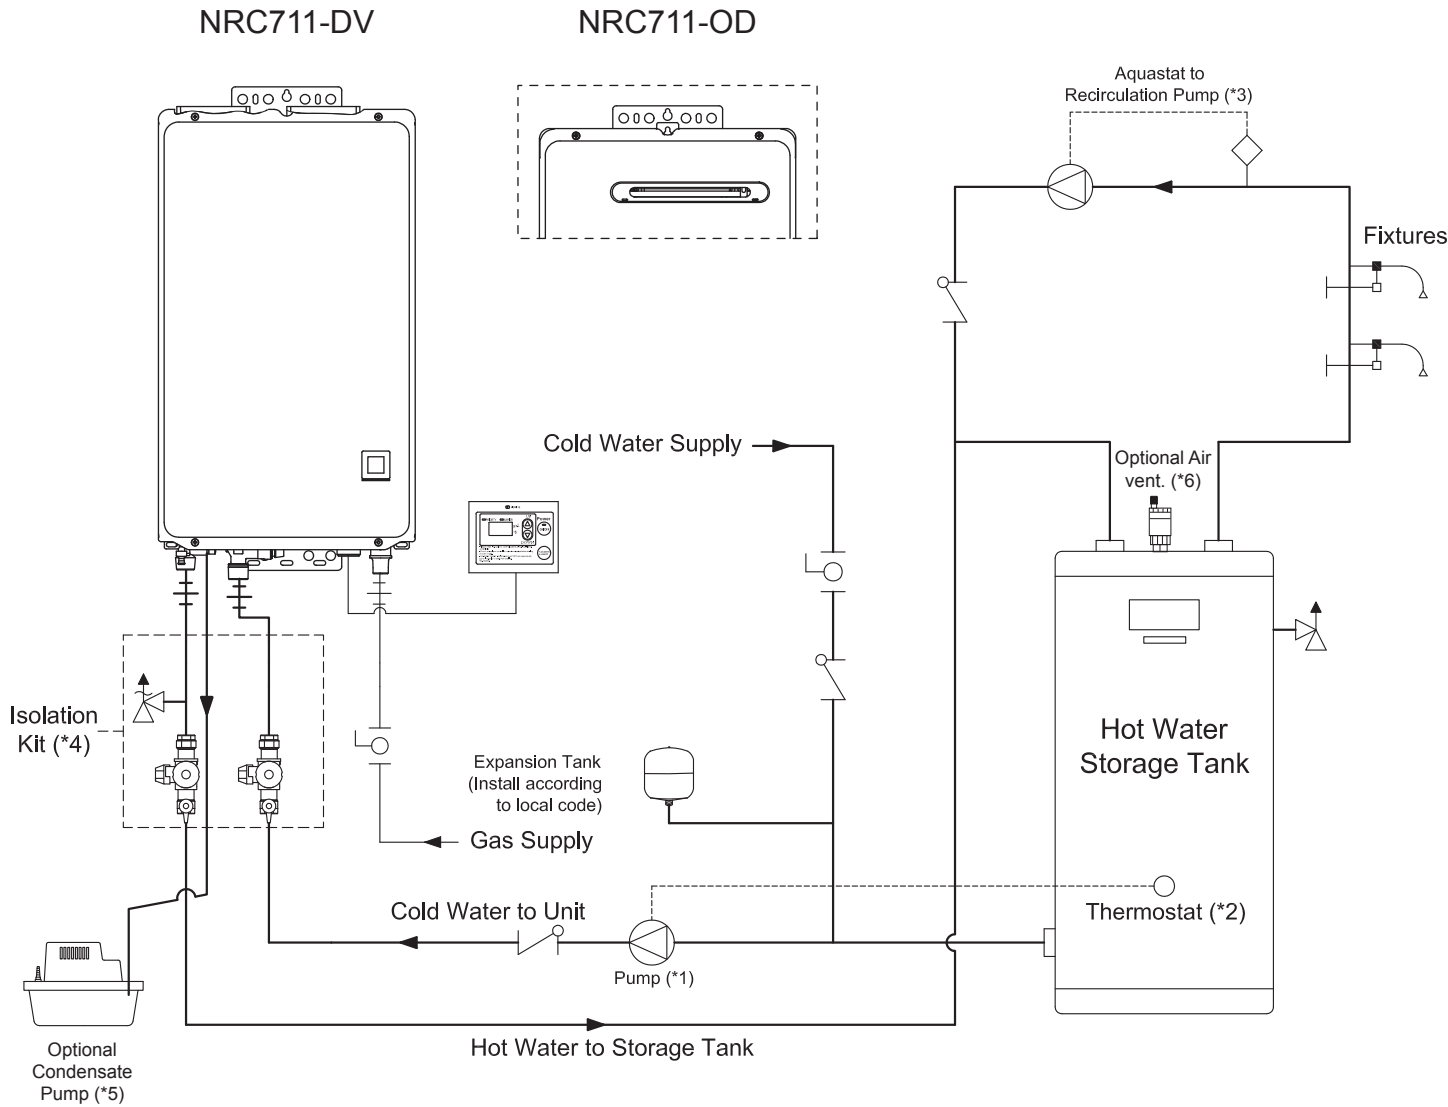 NRC711-DV
NRC711-OD
Aquastat to
Recirculation Pump (*3)
Fixtures
Cold Water Supply
Optional Air
vent. (*6)
Power
Isolation
Kit (*4)
Expansion Tank
(Install according
to local code)
Gas Supply
Hot Water
Storage Tank
Thermostat (*2)
Cold Water to Unit
Pump (*1)
Hot Water to Storage Tank
Optional
Condensate
Pump (*5)